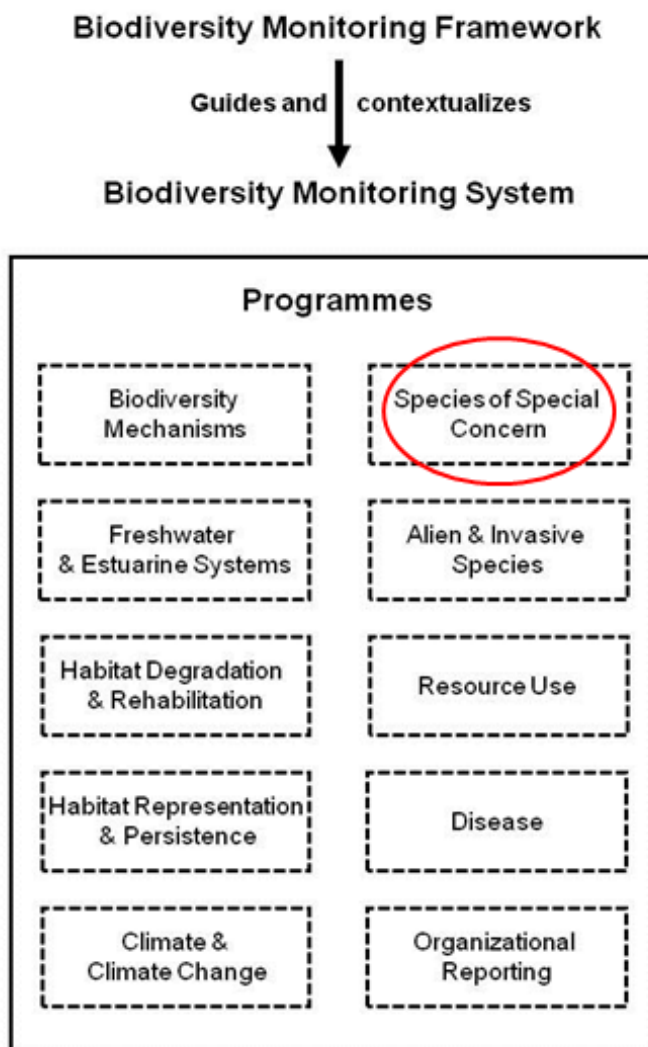 Biodiversity Monitoring Framework
Guides and contextualizes
Biodiversity Monitoring System
Programmes
Biodiversity
Mechanisms
Species of Special
Concern
Freshwater
& Estuarine Systems
Alien & Invasive
Species
Habitat Degradation
& Rehabilitation
Resource Use
Habitat Representation
& Persistence
Disease
Climate &
Climate Change
Organizational
Reporting